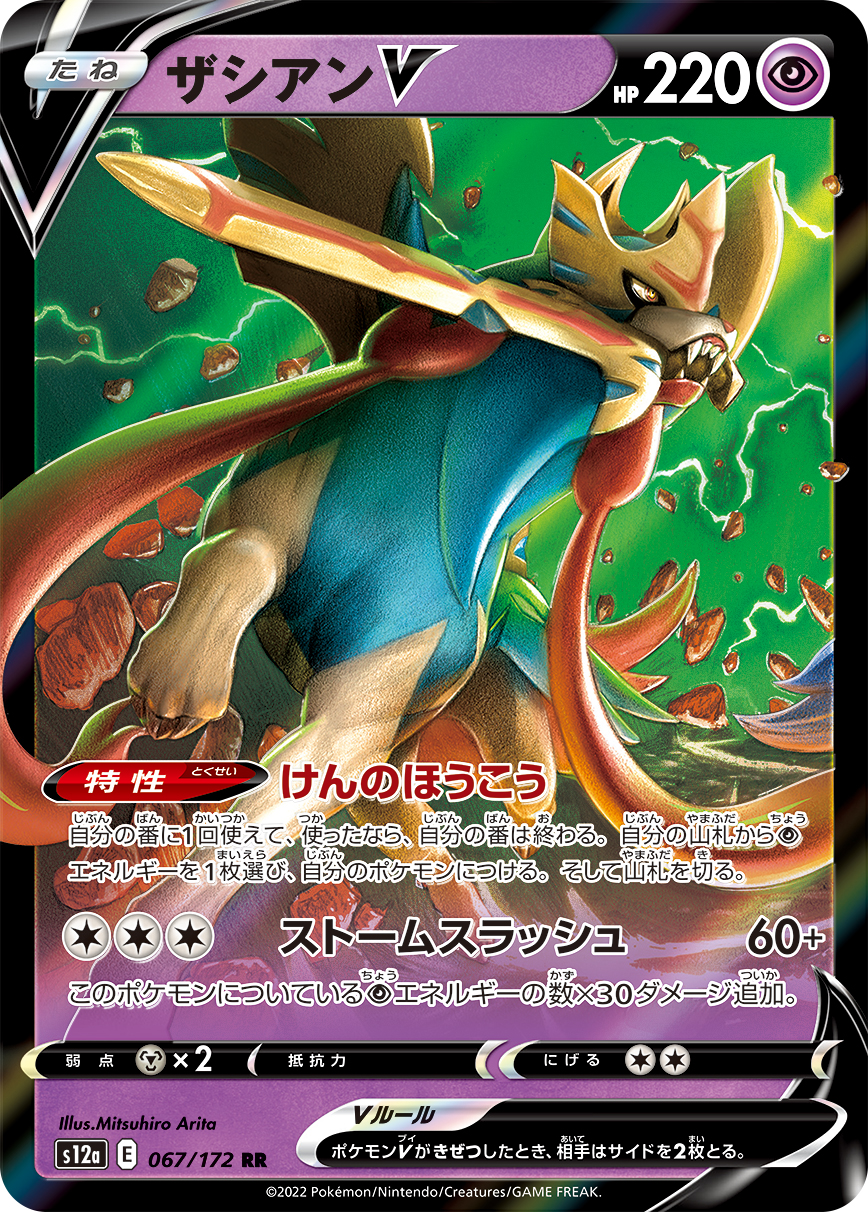 たね ザシアンV HP 220
特性 とくせい けんのほうこう
自分の番に1回使えて、使ったなら、自分の番は終わる。自分の山札から
エネルギーを1枚選び、自分のポケモンにつける。そして山札を切る。
ストームスラッシュ 60+
このポケモンについているエネルギーの数×30ダメージ追加。
弱点 ×2 抵抗力 にげる
Illus.Mitsuhiro Arita
Vルール
ポケモンVがきぜつしたとき、相手はサイドを2枚とる。
s12a E 067/172 RR
©2022 Pokémon/Nintendo/Creatures/GAME FREAK.